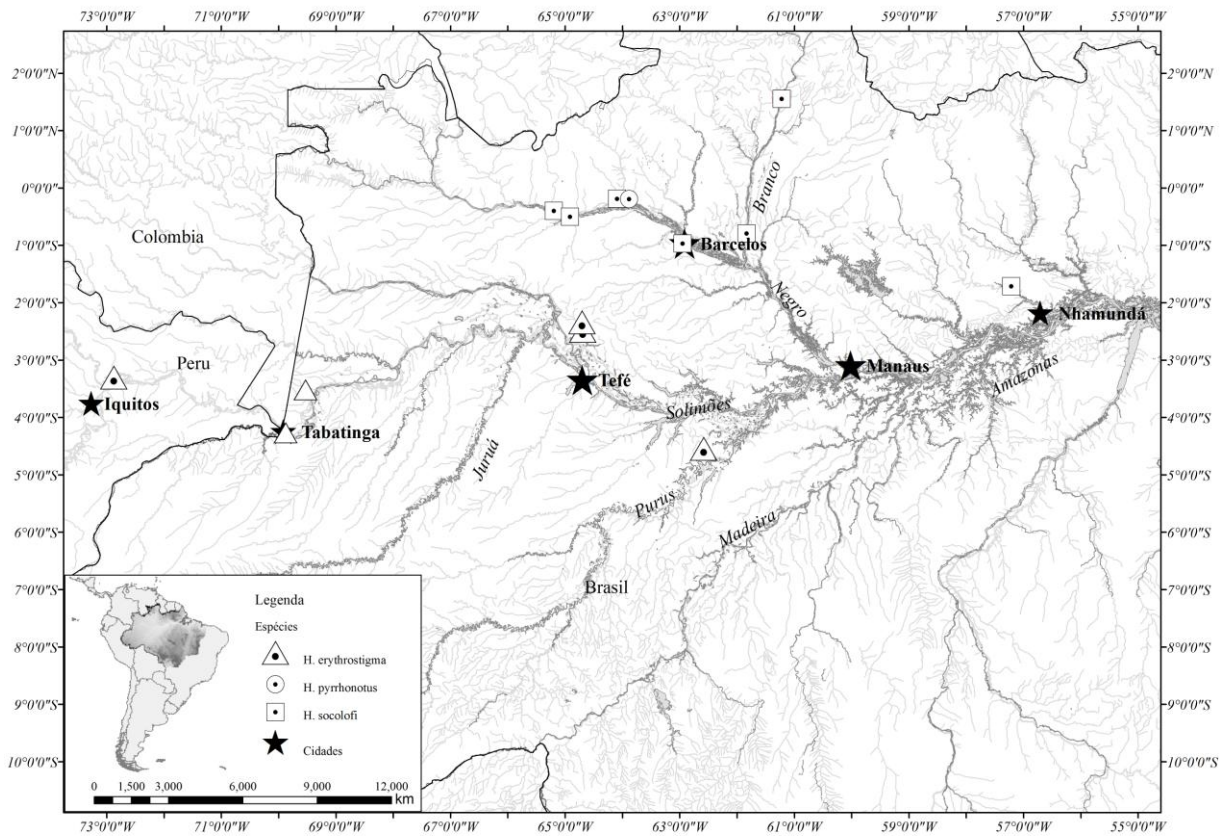 73°0'0"W 71°0'0"W 69°0'0"W 67°0'0"W 65°0'0"W 63°0'0"W 61°0'0"W 59°0'0"W 57°0'0"W 55°0'0"W
2°0'0"N 2°0'0"N
1°0'0"N 1°0'0"N
Branco
0°0'0" 0°0'0"
Colombia
Barcelos
1°0'0"S 1°0'0"S
Negro
2°0'0"S 2°0'0"S
Nhamundá
3°0'0"S 3°0'0"S
Peru
Manaus
Amazonas
Tefé
Iquitos
Solimões
4°0'0"S 4°0'0"S
Tabatinga
Juruá
5°0'0"S 5°0'0"S
Purus
Madeira
6°0'0"S 6°0'0"S
Brasil
7°0'0"S 7°0'0"S
Legenda
Espécies
8°0'0"S 8°0'0"S
H. erythrostigma
H. pyrrhonotus
9°0'0"S 9°0'0"S
H. socolofi
Cidades
10°0'0"S 10°0'0"S
0 1,500 3,000 6,000 9,000 12,000
km
73°0'0"W 71°0'0"W 69°0'0"W 67°0'0"W 65°0'0"W 63°0'0"W 61°0'0"W 59°0'0"W 57°0'0"W 55°0'0"W